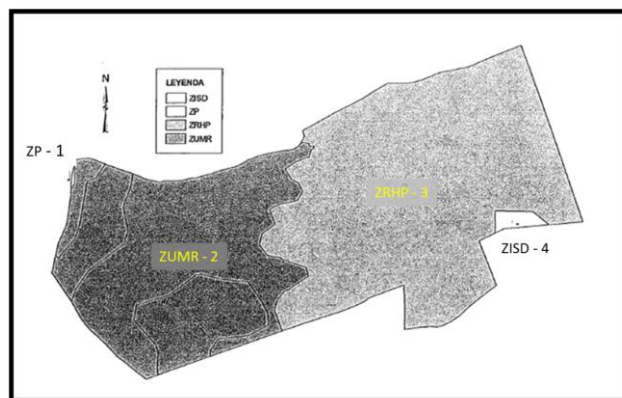 N
LEYENDA
ZISD
ZP
ZRHP
ZUMR
ZP - 1
ZRHP - 3
ZUMR - 2
ZISD - 4